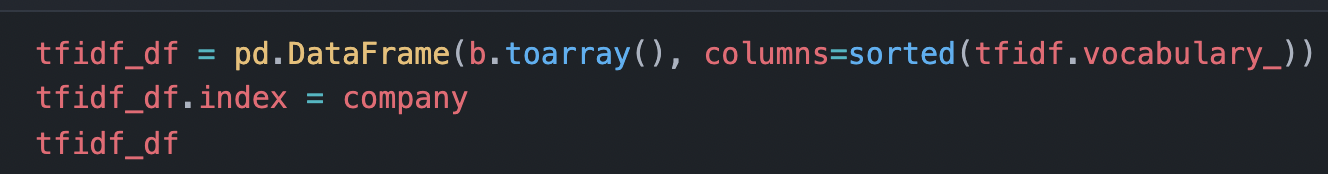 tfidf_df = pd.DataFrame(b.toarray(), columns=sorted(tfidf.vocabulary_))
tfidf_df.index = company
tfidf_df